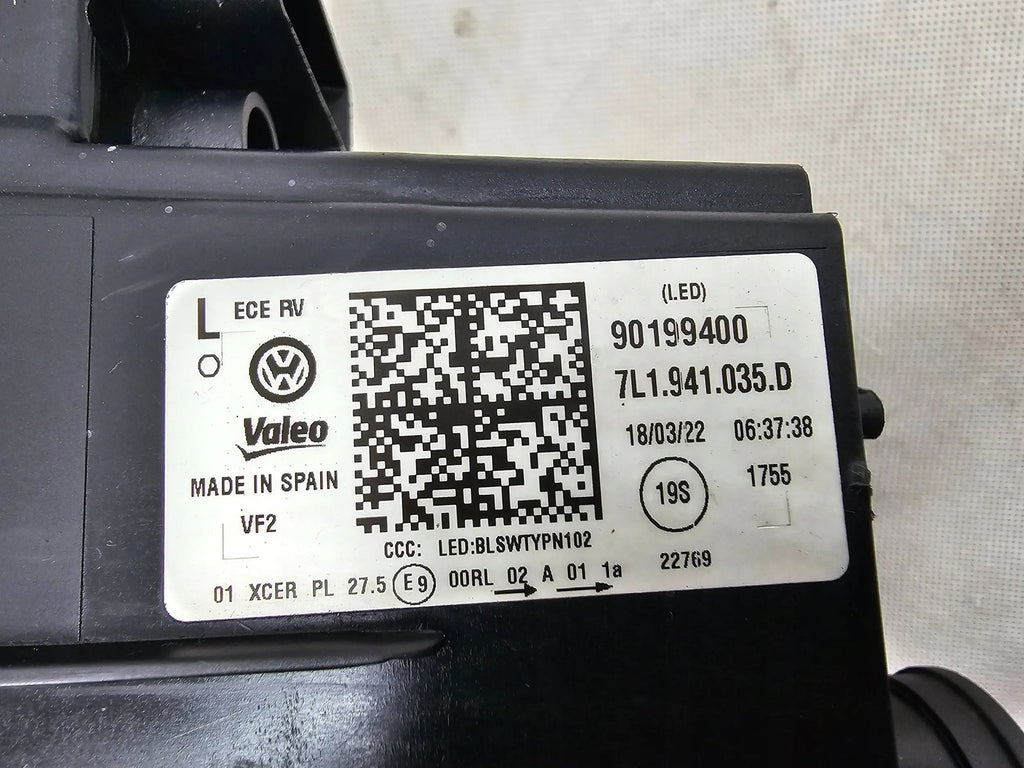 L ECE RV
(LED)
90199400
7L1.941.035.D
Valeo
18/03/22 06:37:38
MADE IN SPAIN
19S
1755
VF2
CCC: LED:BLSWTYPN102
22769
01 XCER PL 27.5 E9 00RL 02 A 01 1a